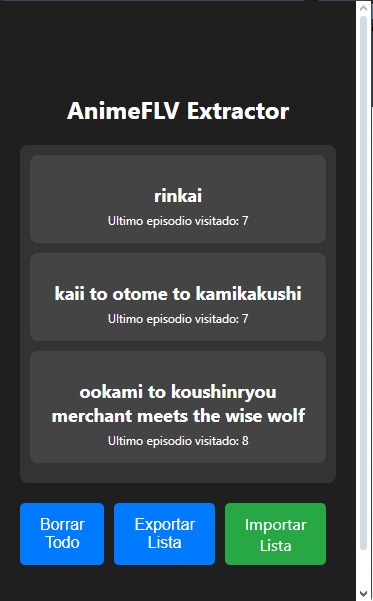 AnimeFLV Extractor
rinkai
Ultimo episodio visitado: 7
kaii to otome to kamikakushi
Ultimo episodio visitado: 7
ookami to koushinryou
merchant meets the wise wolf
Ultimo episodio visitado: 8
Borrar
Todo
Exportar
Lista
Importar
Lista